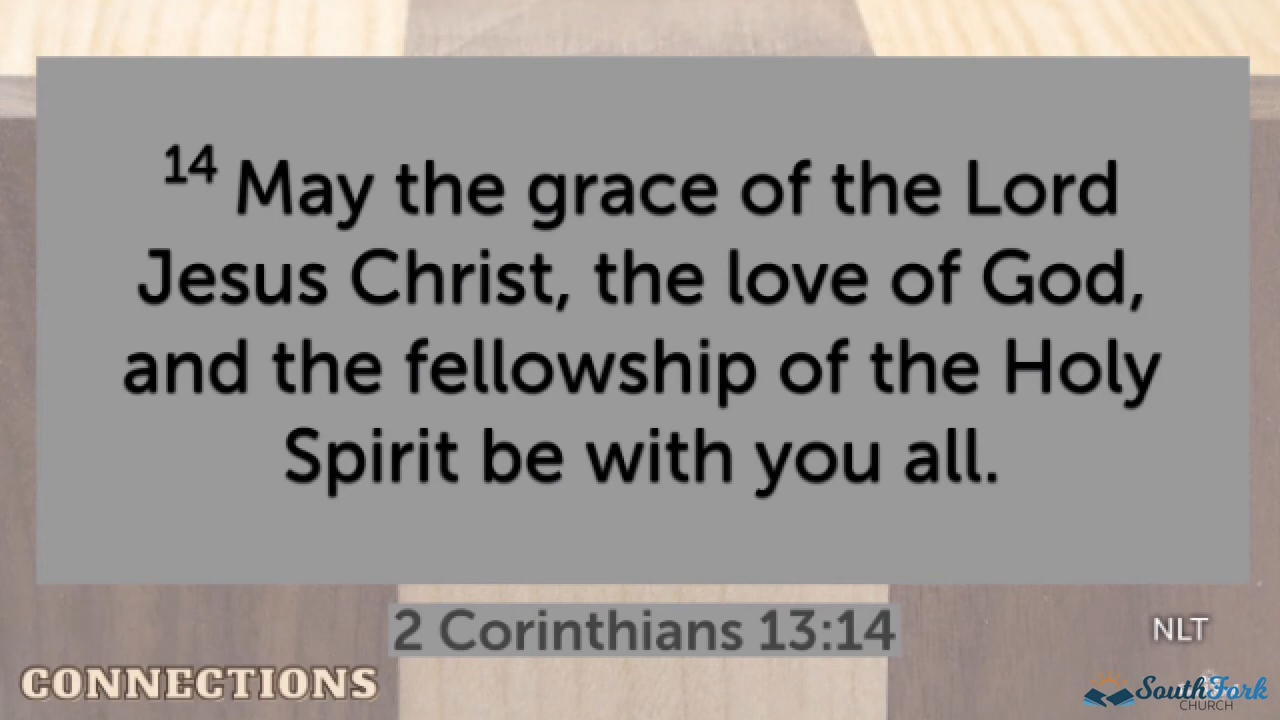 14 May the grace of the Lord
Jesus Christ, the love of God,
and the fellowship of the Holy
Spirit be with you all.
2 Corinthians 13:14
NLT
CONNECTIONS
SouthFork
CHURCH